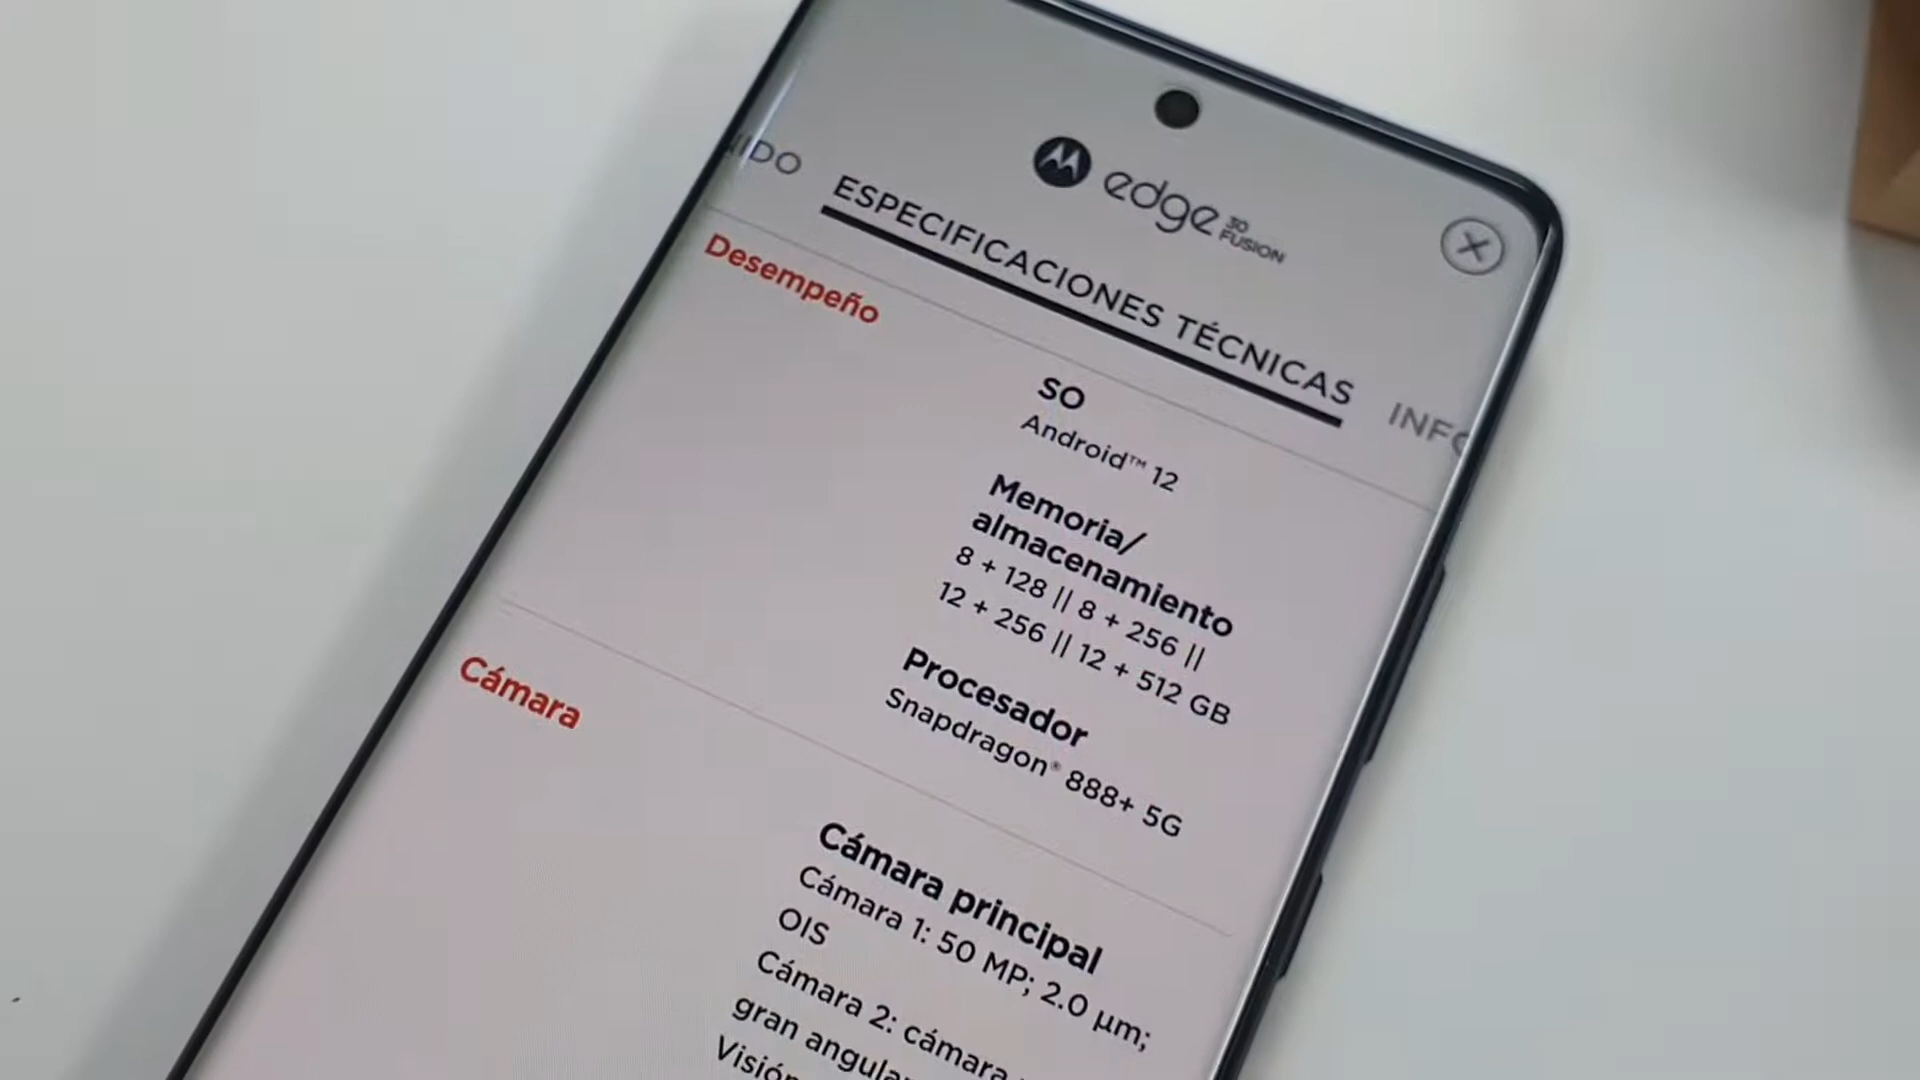 edge 30 FUSION
ESPECIFICACIONES TÉCNICAS
Desempeño
SO
Android™ 12
Memoria/
almacenamiento
8 + 128 || 8 + 256 ||
12 + 256 || 12 + 512 GB
Procesador
Snapdragon® 888+ 5G
Cámara
Cámara principal
Cámara 1: 50 MP; 2.0 µm;
OIS
Cámara 2: cámara
gran